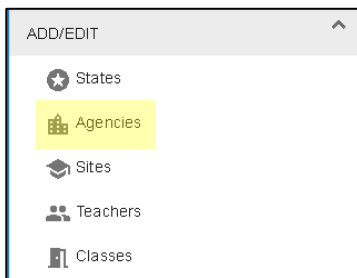 ADD/EDIT
States
Agencies
Sites
Teachers
Classes